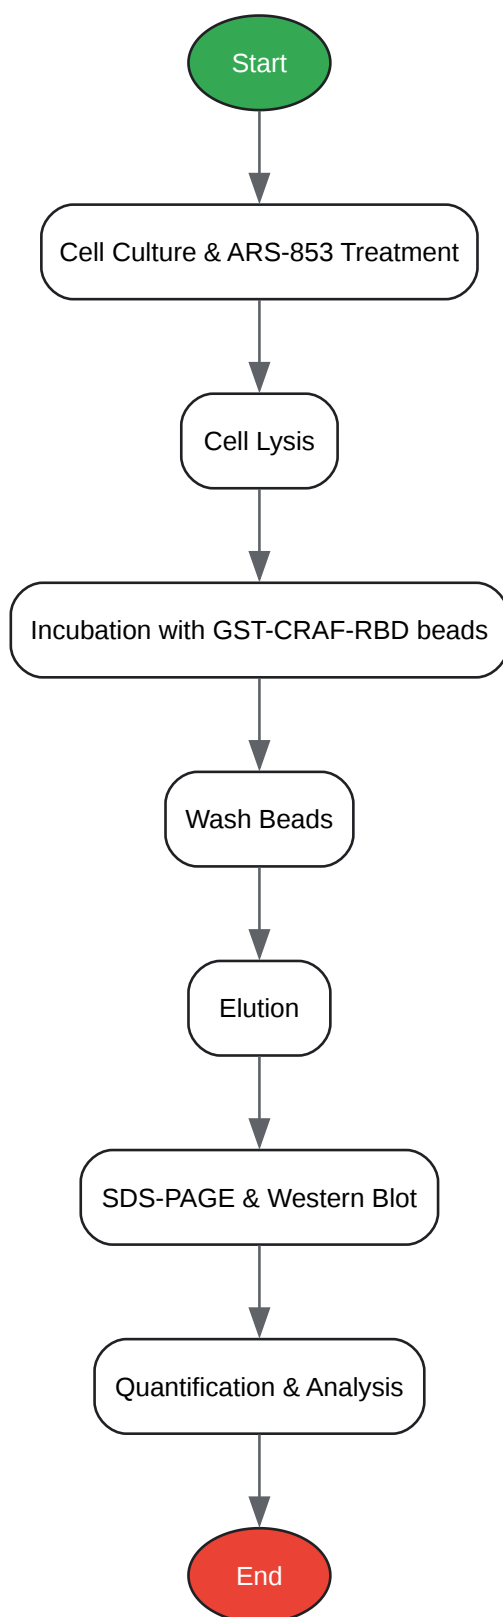 Start
Cell Culture & ARS-853 Treatment
Cell Lysis
Incubation with GST-CRAF-RBD beads
Wash Beads
Elution
SDS-PAGE & Western Blot
Quantification & Analysis
End